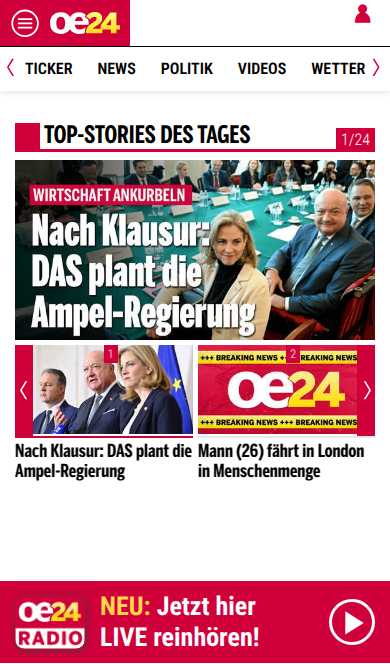 oe24
TICKER NEWS POLITIK VIDEOS WETTER
TOP-STORIES DES TAGES
1/24
WIRTSCHAFT ANKURBELN
Nach Klausur:
DAS plant die
Ampel-Regierung
1
+++ BREAKING NEWS +++ BREAKING NEWS
2
oe24
+++ BREAKING NEWS +++ BREAKING NEWS
Nach Klausur: DAS plant die
Ampel-Regierung
Mann (26) fährt in London
in Menschenmenge
oe24
RADIO
NEU: Jetzt hier
LIVE reinhören!